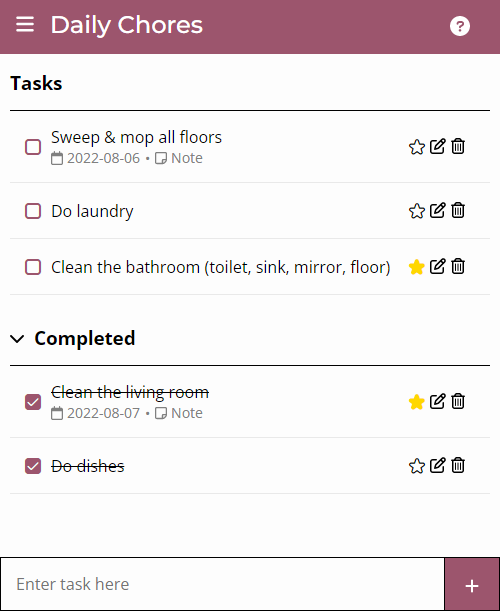 Daily Chores
Tasks
Sweep & mop all floors
2022-08-06 • Note
Do laundry
Clean the bathroom (toilet, sink, mirror, floor)
Completed
Clean the living room
2022-08-07 • Note
Do dishes
Enter task here